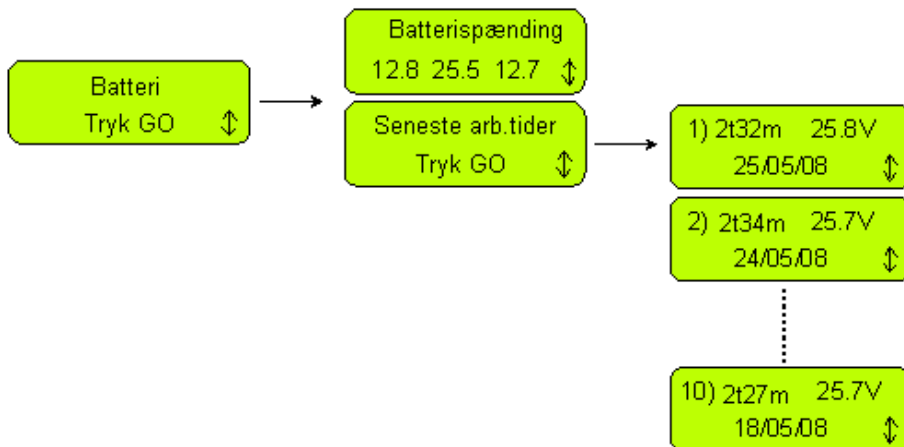 Batteri
Tryk GO
Batterispænding
12.8 25.5 12.7
Seneste arb.tider
Tryk GO
1) 2t32m 25.8V
25/05/08
2) 2t34m 25.7V
24/05/08
10) 2t27m 25.7V
18/05/08